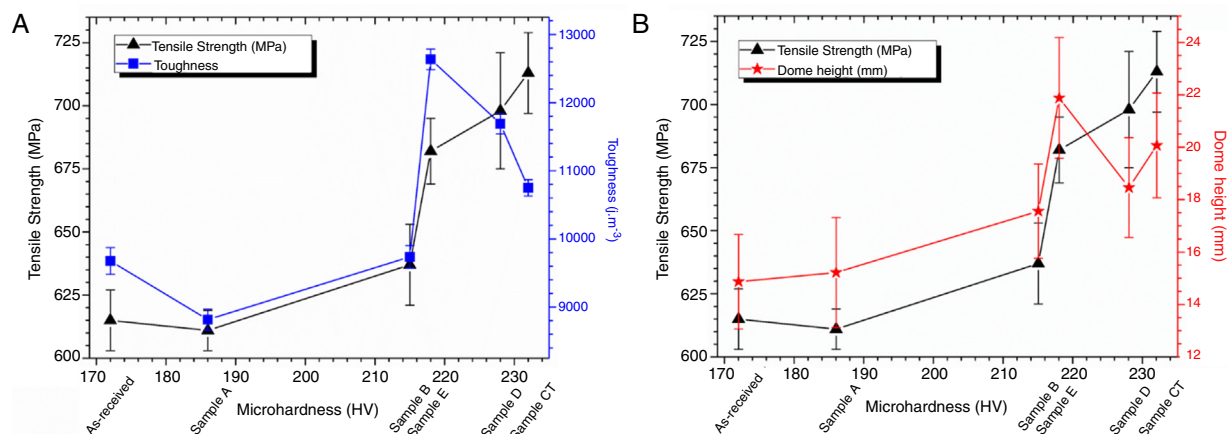 A
Tensile Strength (MPa)
Toughness
Tensile Strength (MPa)
725
700
675
650
625
600
13000
12000
11000
10000
9000
Toughness (j.m-3)
170 180 190 200 210 220 230
Microhardness (HV)
As-received
Sample A
Sample B
Sample E
Sample D
Sample CT
B
Tensile Strength (MPa)
Dome height (mm)
Tensile Strength (MPa)
725
700
675
650
625
600
24
22
20
18
16
14
12
Dome height
(mm)
170 180 190 200 210 220 230
Microhardness (HV)
As-received
Sample A
Sample B
Sample E
Sample D
Sample CT